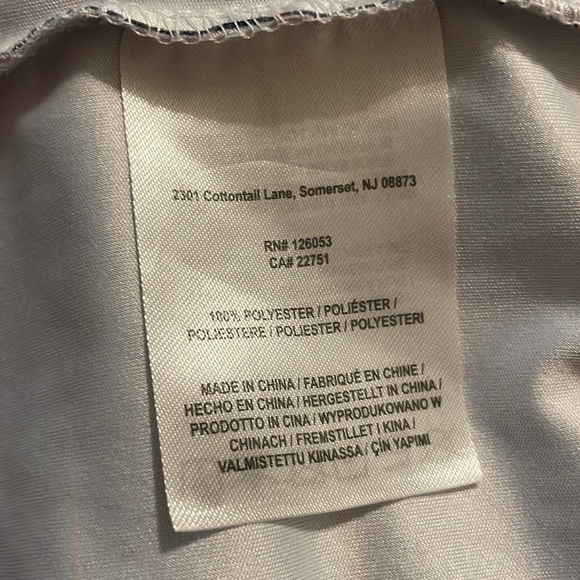 2301 Cottontail Lane, Somerset, NJ 08873
RN# 126053
CA# 22751
100% POLYESTER / POLIÉSTER /
POLIESTERE / POLIESTER / POLYESTERI
MADE IN CHINA / FABRIQUÉ EN CHINE /
HECHO EN CHINA / HERGESTELLT IN CHINA /
PRODOTTO IN CINA / WYPRODUKOWANO W
CHINACH / FREMSTILLET / KINA /
VALMISTETTU KIINASSA / ÇİN YAPIMI